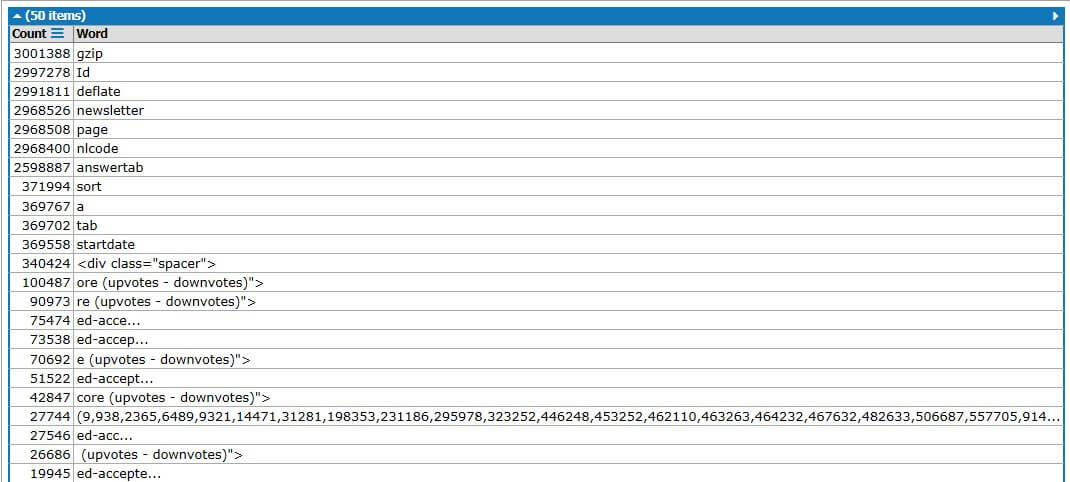 (50 items)
Count Word
3001388 gzip
2997278 Id
2991811 deflate
2968526 newsletter
2968508 page
2968400 nlcode
2598887 answertab
371994 sort
369767 a
369702 tab
369558 startdate
340424 <div class="spacer">
100487 ore (upvotes - downvotes)">
90973 re (upvotes - downvotes)">
75474 ed-acce...
73538 ed-accep...
70692 e (upvotes - downvotes)">
51522 ed-accept...
42847 core (upvotes - downvotes)">
27744 (9,938,2365,6489,9321,14471,31281,198353,231186,295978,323252,446248,453252,462110,463263,464232,467632,482633,506687,557705,914...
27546 ed-acc...
26686 (upvotes - downvotes)">
19945 ed-accepte...